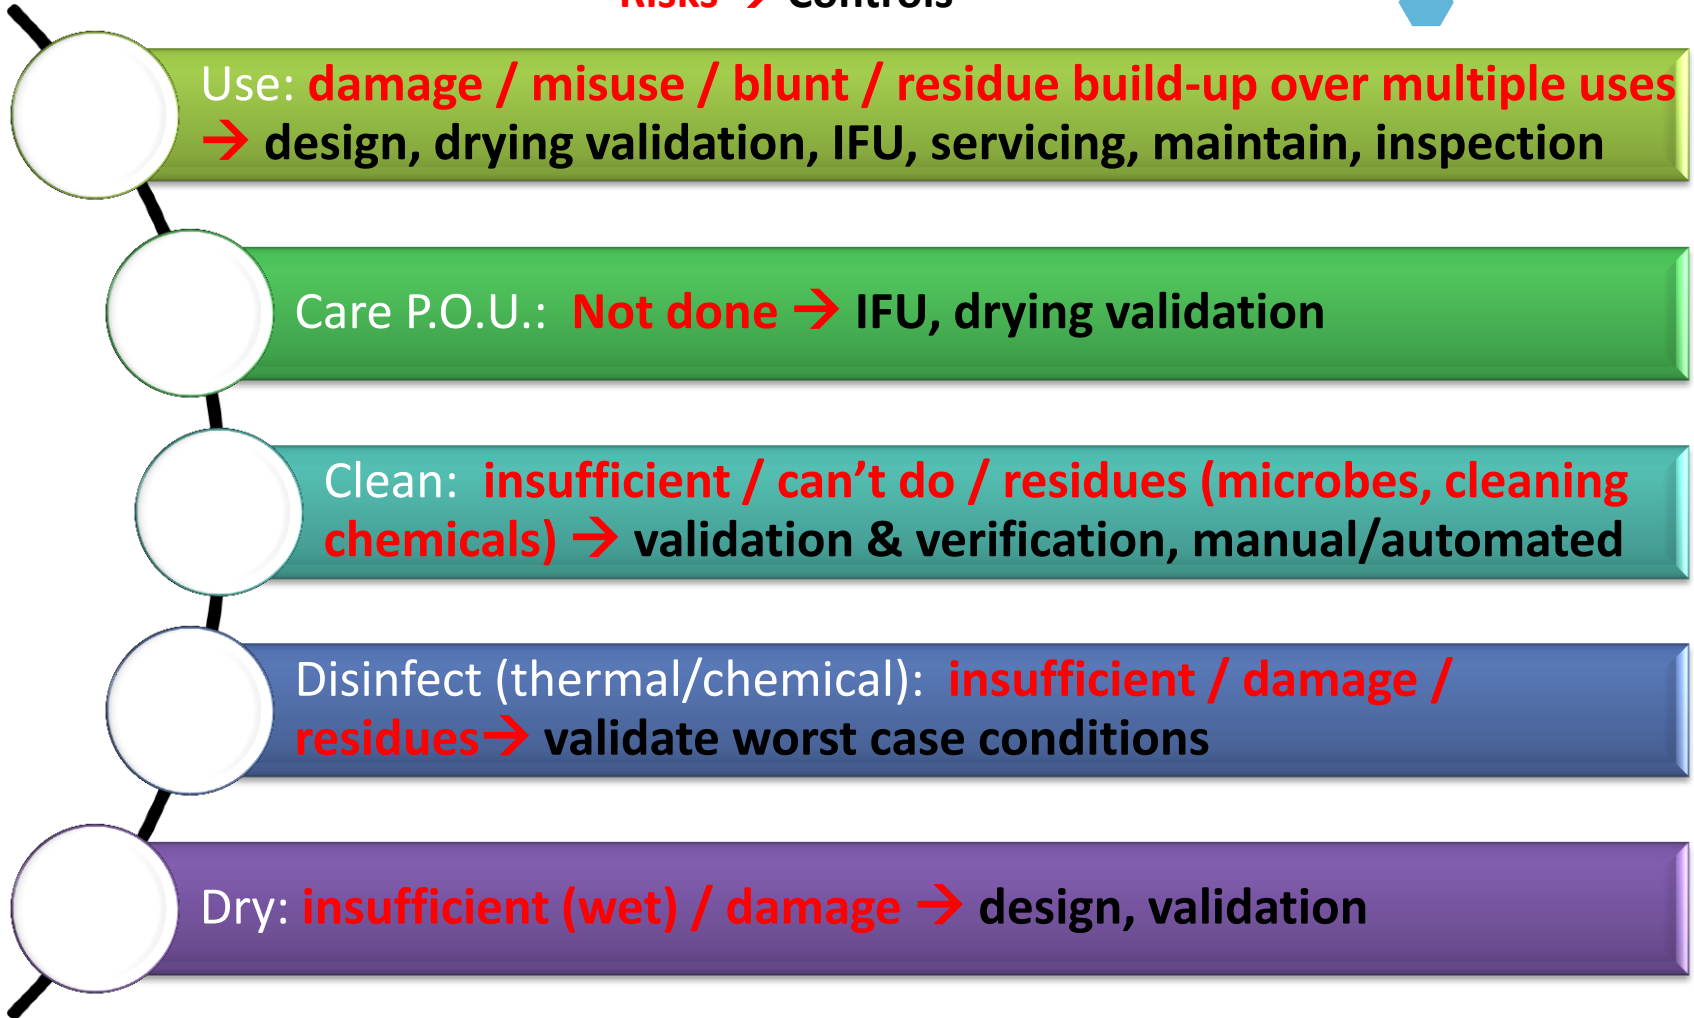 Risks → Controls
Use: damage / misuse / blunt / residue build-up over multiple uses
→ design, drying validation, IFU, servicing, maintain, inspection
Care P.O.U.: Not done → IFU, drying validation
Clean: insufficient / can’t do / residues (microbes, cleaning
chemicals) → validation & verification, manual/automated
Disinfect (thermal/chemical): insufficient / damage /
residues→ validate worst case conditions
Dry: insufficient (wet) / damage → design, validation